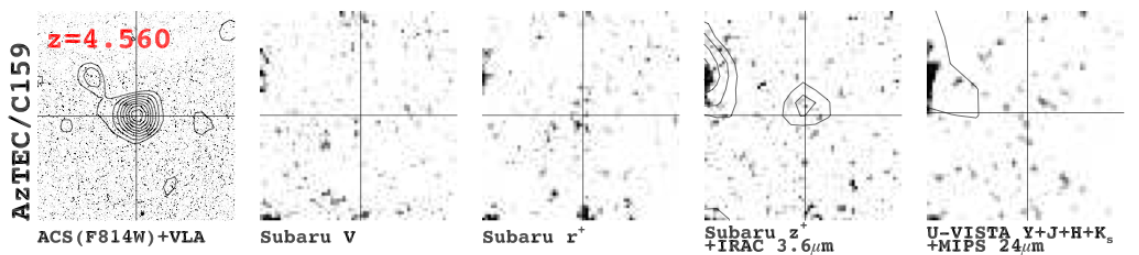 AzTEC/C159
z=4.560
ACS(F814W)+VLA
Subaru V
Subaru r⁺
Subaru z⁺
+IRAC 3.6μm
U-VISTA Y+J+H+Kₛ
+MIPS 24μm